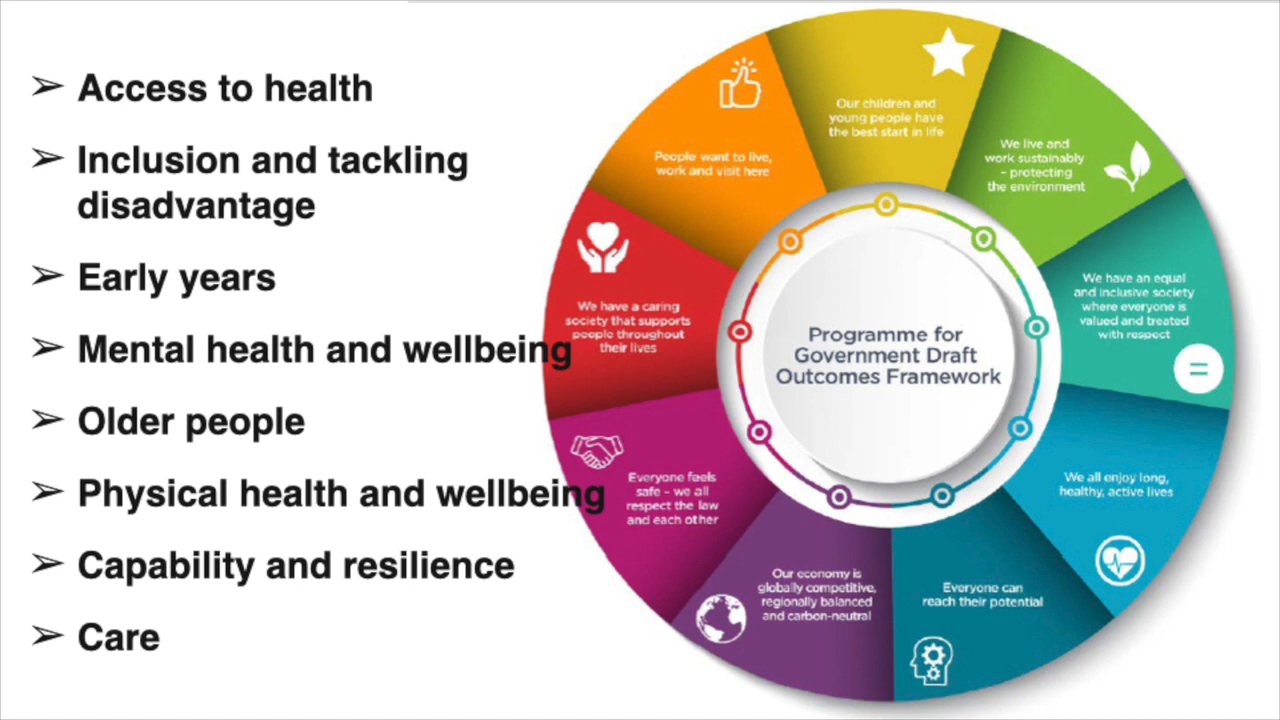 ➢ Access to health
➢ Inclusion and tackling
disadvantage
➢ Early years
➢ Mental health and wellbeing
➢ Older people
➢ Physical health and wellbeing
➢ Capability and resilience
➢ Care
Programme for
Government Draft
Outcomes Framework
Our children and
young people have
the best start in life
We live and
work sustainably
– protecting
the environment
We have an equal
and inclusive society
where everyone is
valued and treated
with respect
We all enjoy long,
healthy, active lives
Everyone can
reach their potential
Our economy is
globally competitive,
regionally balanced
and carbon-neutral
Everyone feels
safe – we all
respect the law
and each other
We have a caring
society that supports
people throughout
their lives
People want to live,
work and visit here